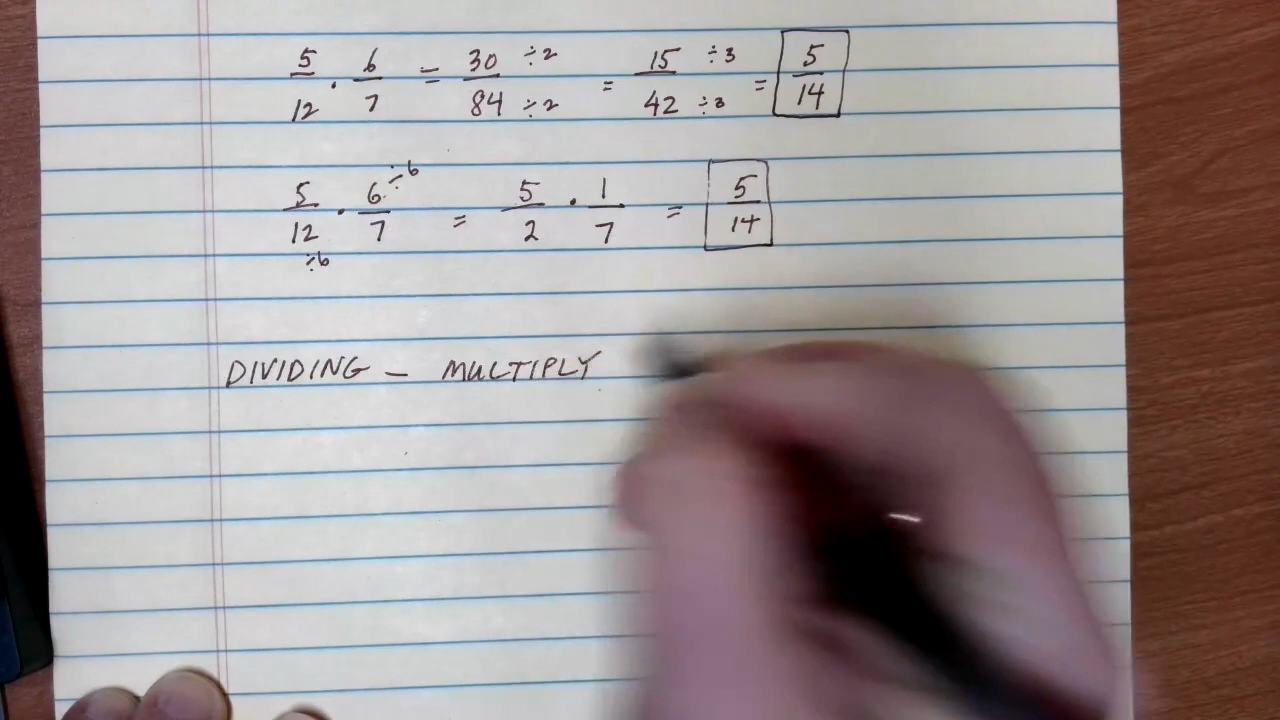 5/12 · 6/7 = 30/84 ÷2/÷2 = 15/42 ÷3/÷3 = 5/14
5/12 · 6/7 ÷6 ÷6 = 5/2 · 1/7 = 5/14
DIVIDING – MULTIPLY